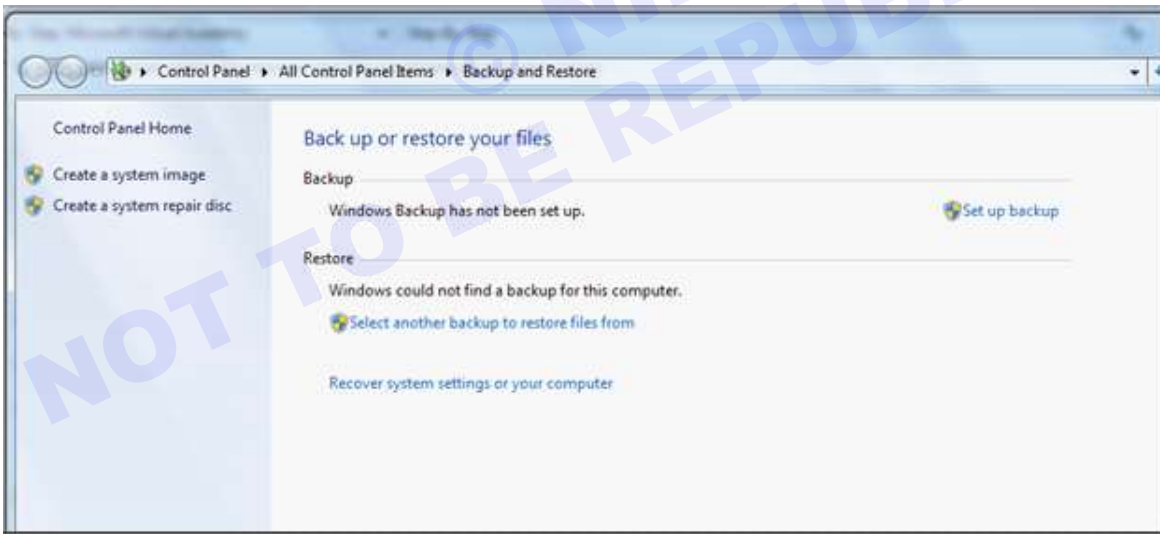 Control Panel ▸ All Control Panel Items ▸ Backup and Restore
Control Panel Home
Create a system image
Create a system repair disc
Back up or restore your files
Backup
Windows Backup has not been set up.
Set up backup
Restore
Windows could not find a backup for this computer.
Select another backup to restore files from
Recover system settings or your computer
NOT TO BE REPUB